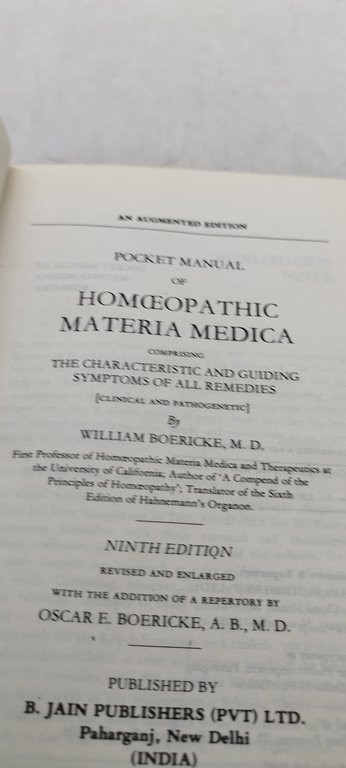 AN AUGMENTED EDITION
POCKET MANUAL
OF
HOMŒOPATHIC
MATERIA MEDICA
COMPRISING
THE CHARACTERISTIC AND GUIDING
SYMPTOMS OF ALL REMEDIES
[CLINICAL AND PATHOGENETIC]
By
WILLIAM BOERICKE, M. D.
First Professor of Homœopathic Materia Medica and Therapeutics at
the University of California; Author of 'A Compend of the
Principles of Homœopathy'; Translator of the Sixth
Edition of Hahnemann's Organon.
NINTH EDITION
REVISED AND ENLARGED
WITH THE ADDITION OF A REPERTORY BY
OSCAR E. BOERICKE, A. B., M. D.
PUBLISHED BY
B. JAIN PUBLISHERS (PVT) LTD.
Paharganj, New Delhi
(INDIA)